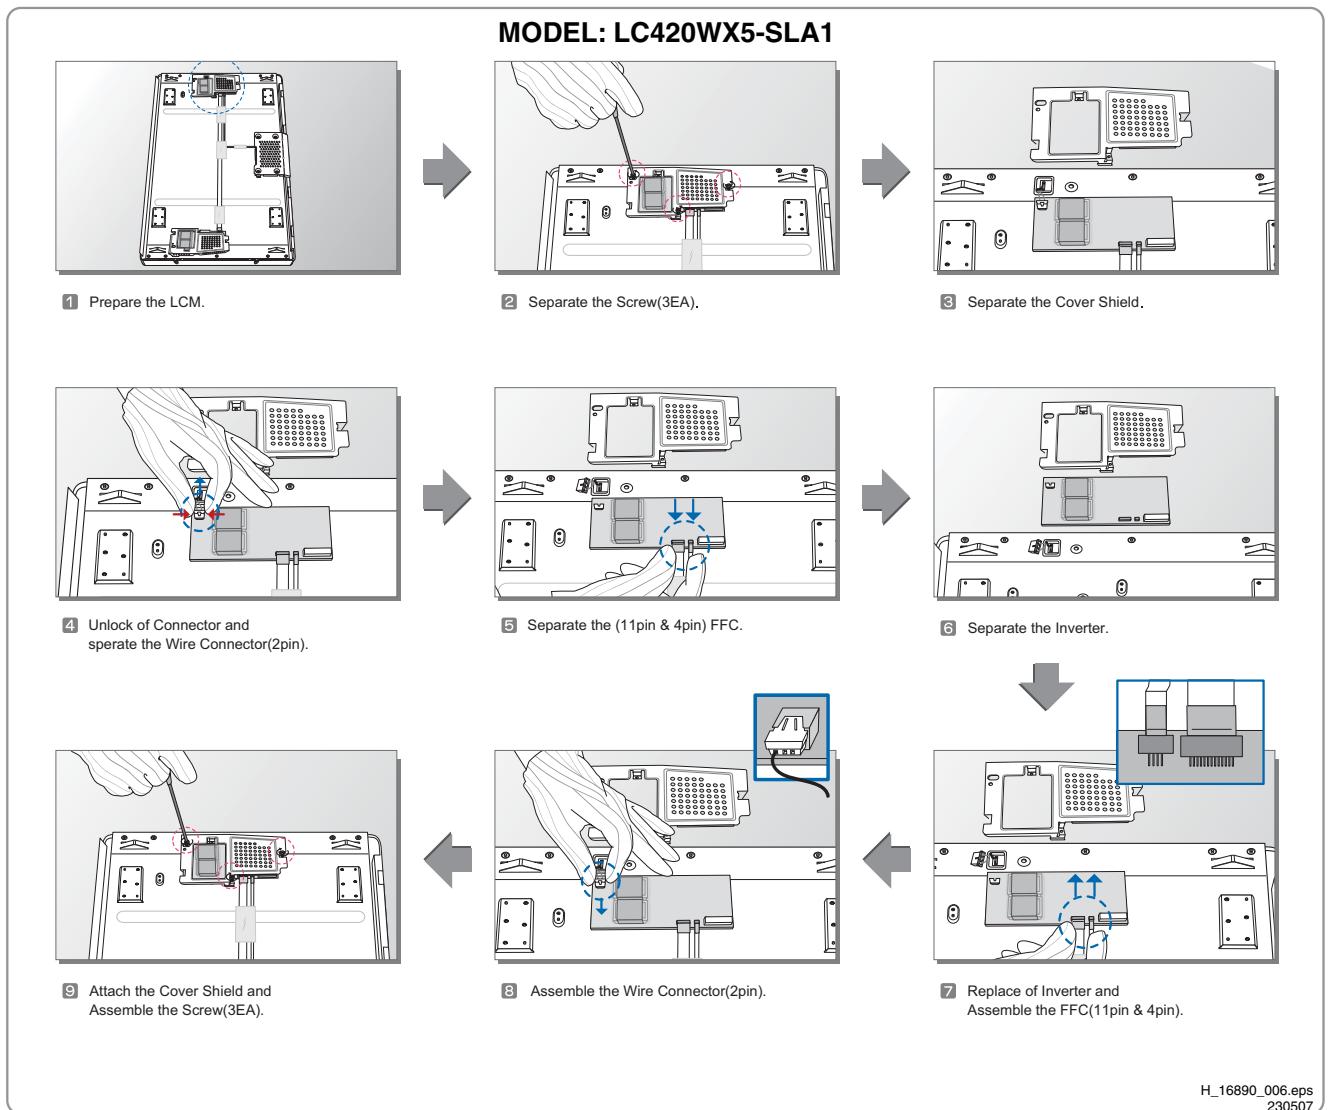 MODEL: LC420WX5-SLA1
1 Prepare the LCM.
2 Separate the Screw(3EA).
3 Separate the Cover Shield.
4 Unlock of Connector and
sperate the Wire Connector(2pin).
5 Separate the (11pin & 4pin) FFC.
6 Separate the Inverter.
9 Attach the Cover Shield and
Assemble the Screw(3EA).
8 Assemble the Wire Connector(2pin).
7 Replace of Inverter and
Assemble the FFC(11pin & 4pin).
H_16890_006.eps
230507